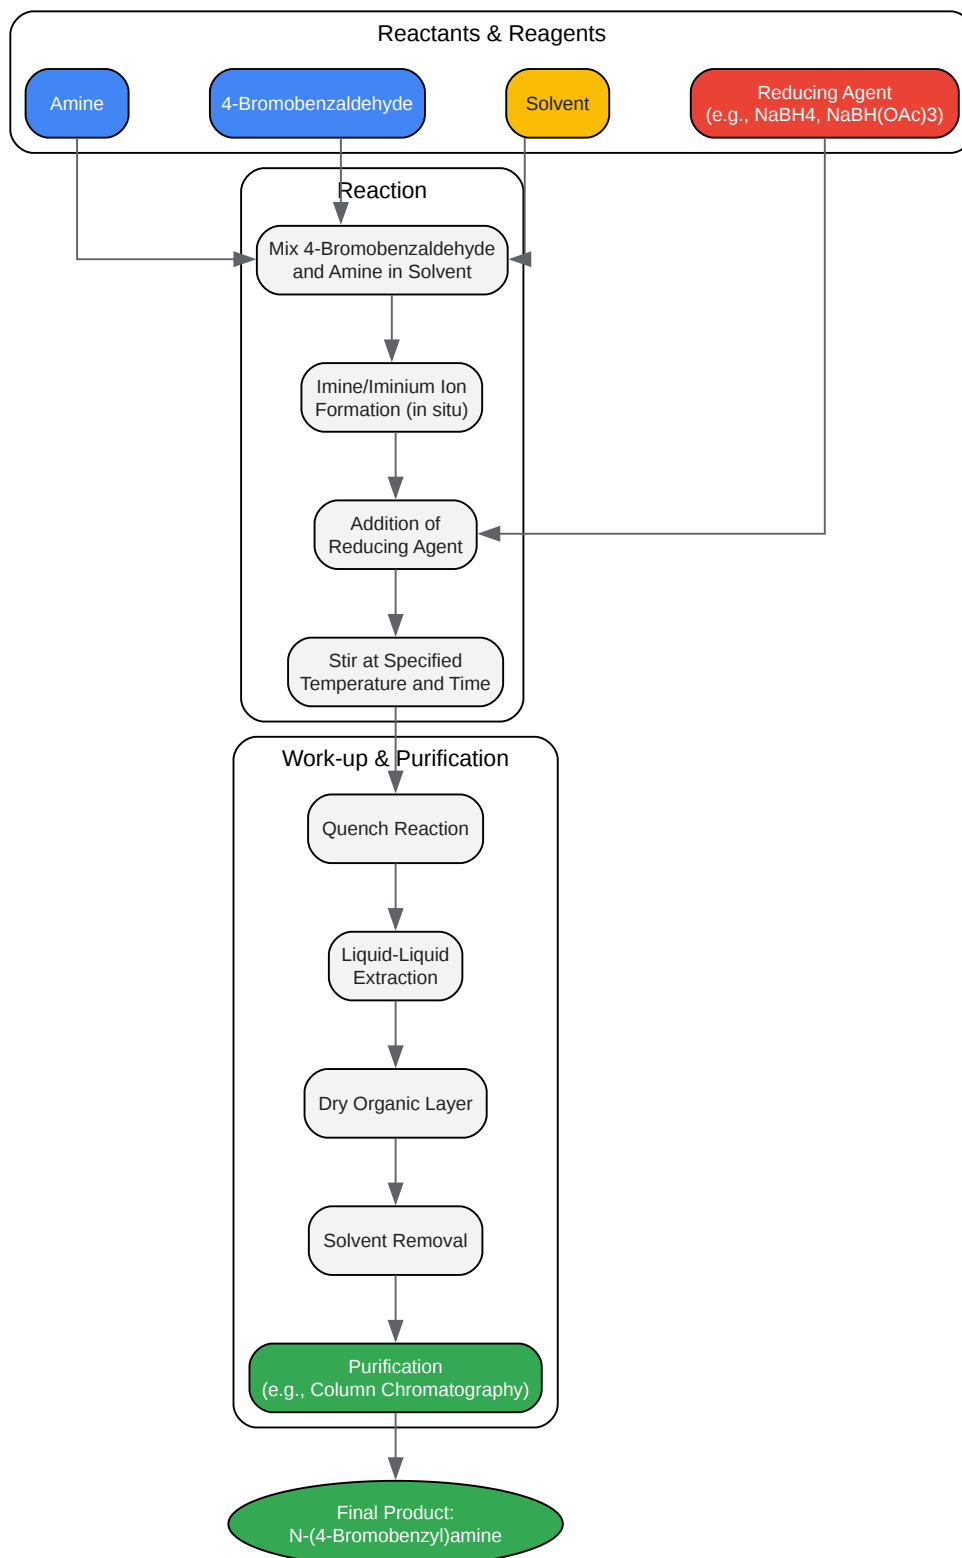 Reactants & Reagents
Amine
4-Bromobenzaldehyde
Solvent
Reducing Agent
(e.g., NaBH4, NaBH(OAc)3)
Reaction
Mix 4-Bromobenzaldehyde
and Amine in Solvent
Imine/Iminium Ion
Formation (in situ)
Addition of
Reducing Agent
Stir at Specified
Temperature and Time
Work-up & Purification
Quench Reaction
Liquid-Liquid
Extraction
Dry Organic Layer
Solvent Removal
Purification
(e.g., Column Chromatography)
Final Product:
N-(4-Bromobenzyl)amine